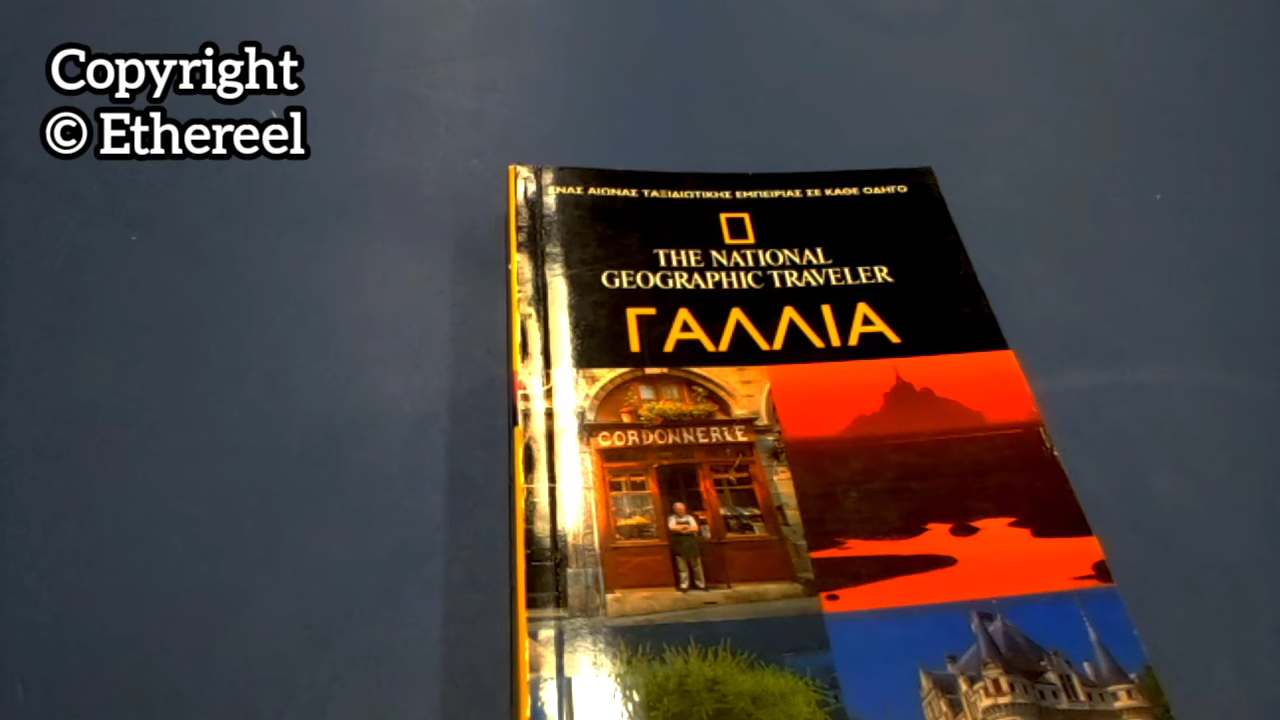 Copyright
© Ethereel
ΕΝΑΣ ΑΙΩΝΑΣ ΤΑΞΙΔΙΩΤΙΚΗΣ ΕΜΠΕΙΡΙΑΣ ΣΕ ΚΑΘΕ ΟΔΗΓΟ
THE NATIONAL
GEOGRAPHIC TRAVELER
ΓΑΛΛΙΑ
CORDONNERIE